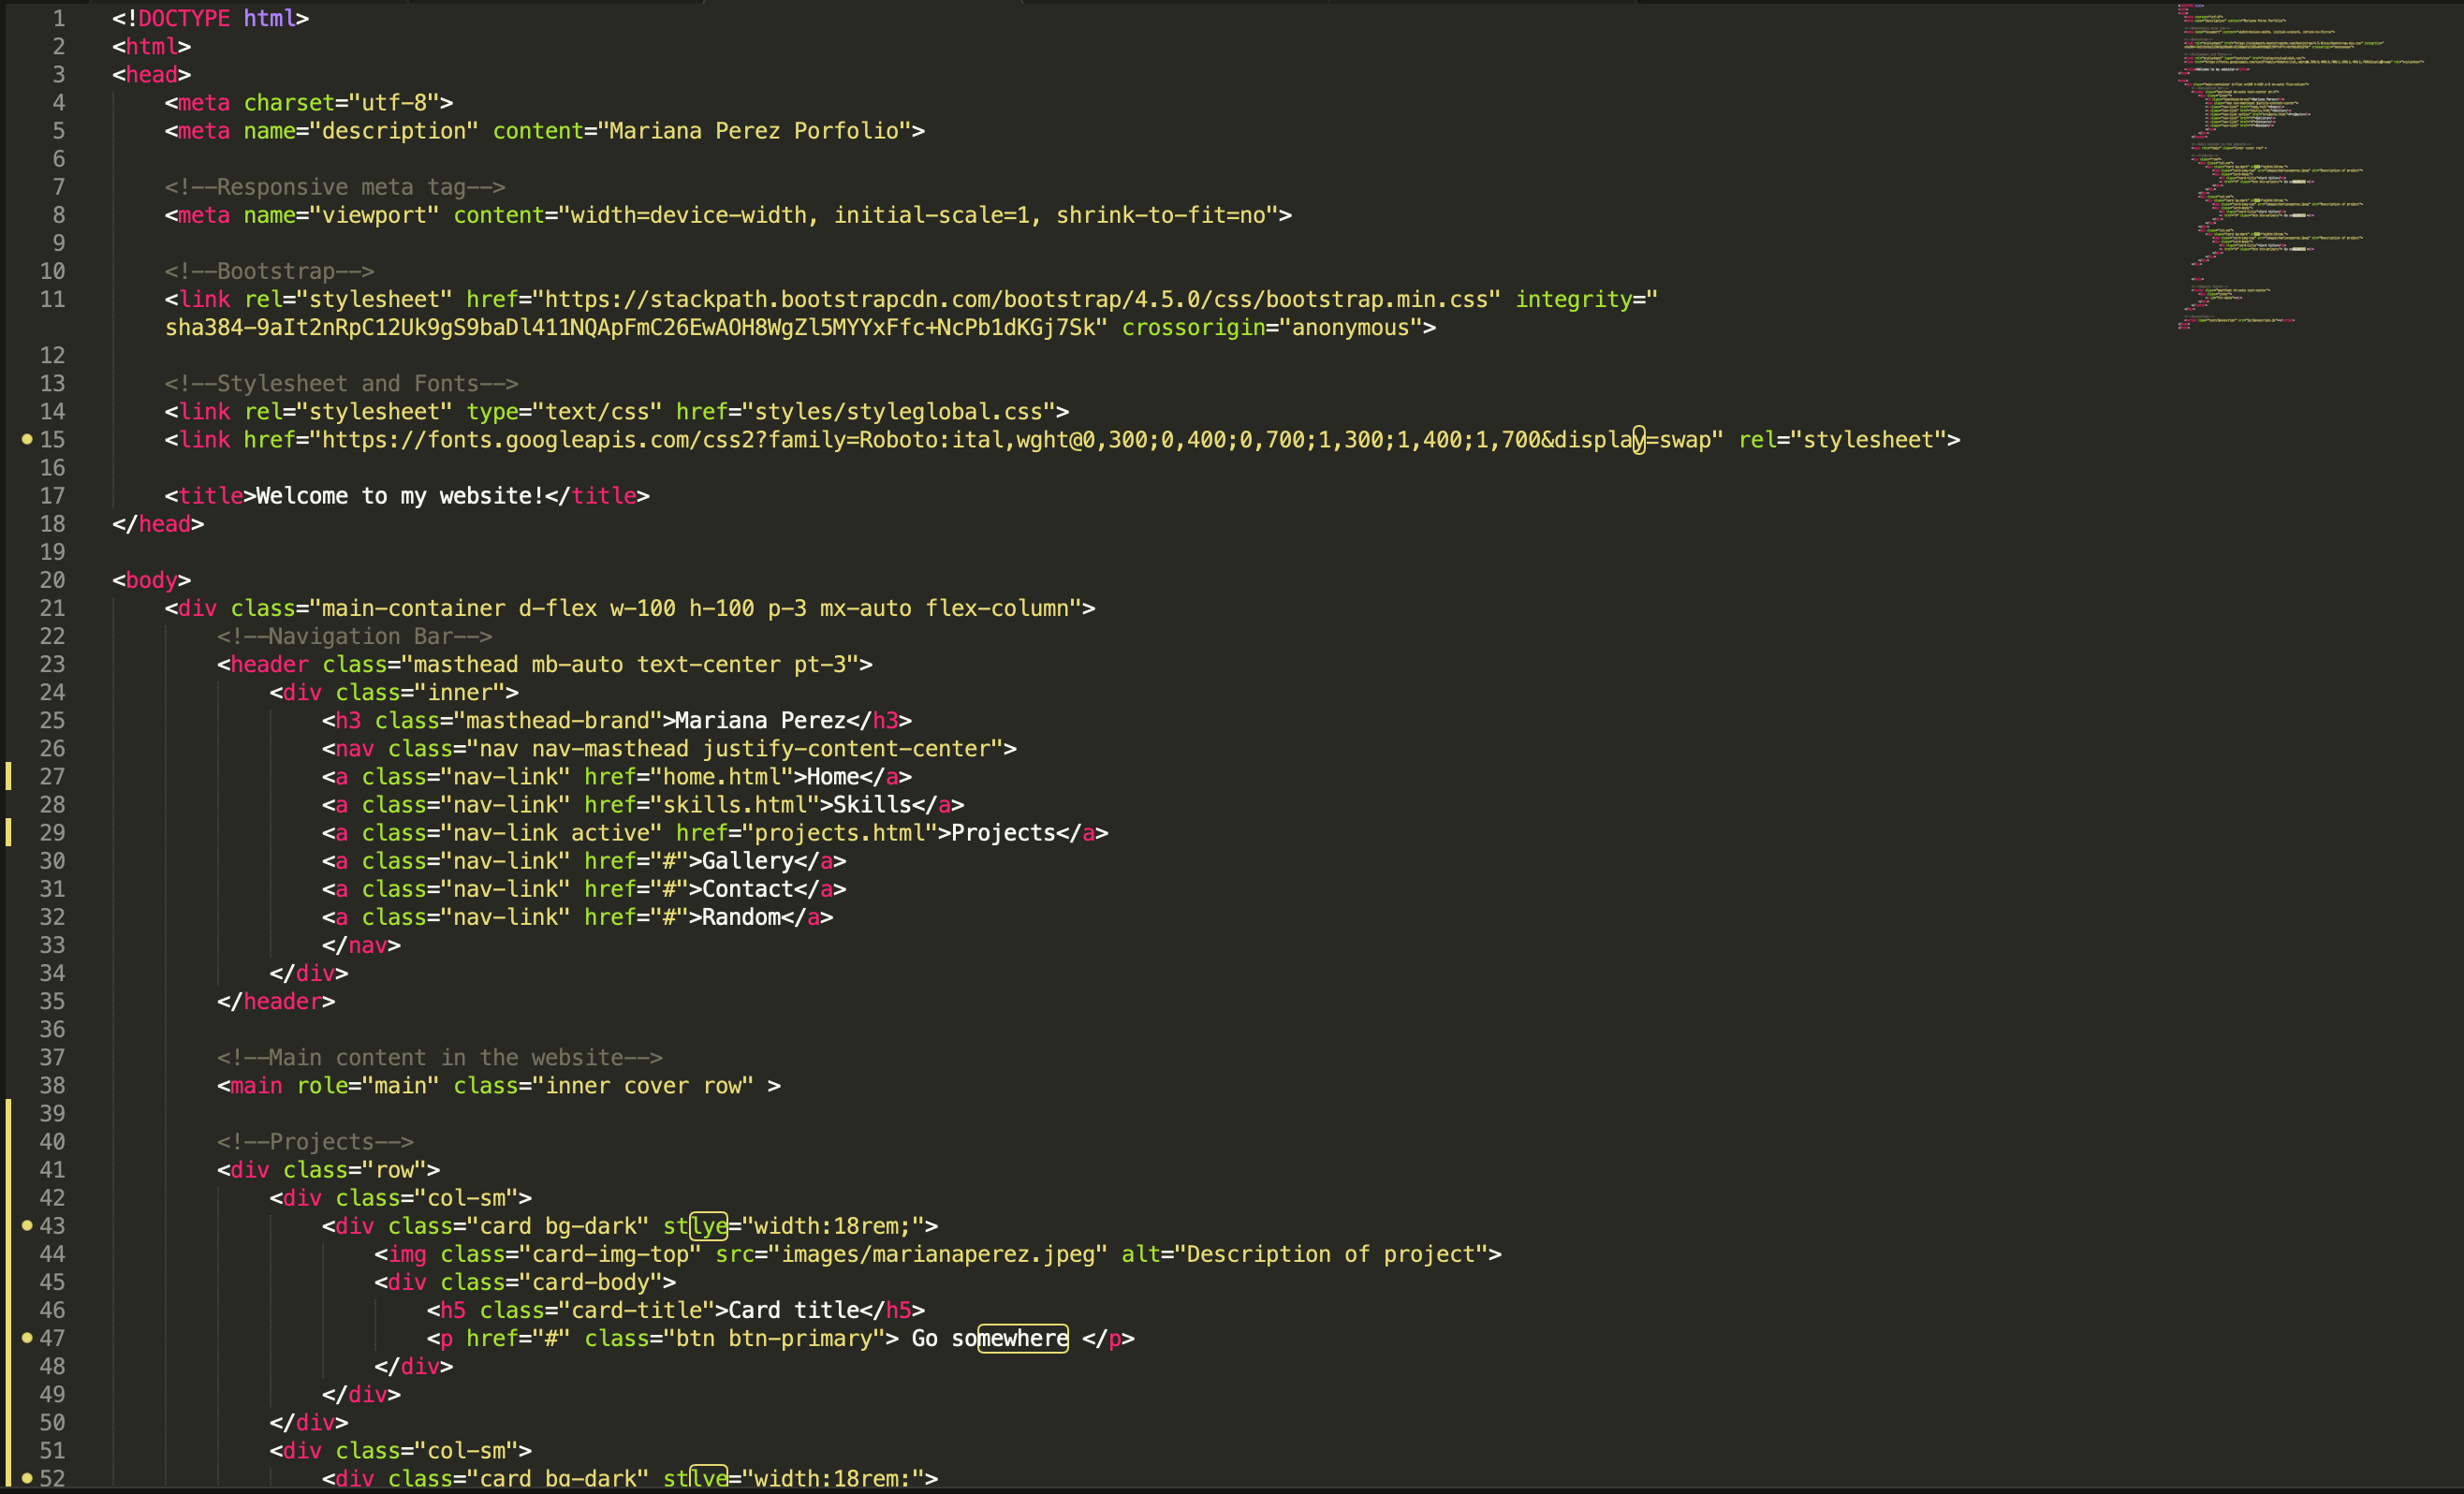 1 <!DOCTYPE html>
2 <html>
3 <head>
4 <meta charset="utf-8">
5 <meta name="description" content="Mariana Perez Porfolio">
6
7 <!--Responsive meta tag-->
8 <meta name="viewport" content="width=device-width, initial-scale=1, shrink-to-fit=no">
9
10 <!--Bootstrap-->
11 <link rel="stylesheet" href="https://stackpath.bootstrapcdn.com/bootstrap/4.5.0/css/bootstrap.min.css" integrity="
sha384-9aIt2nRpC12Uk9gS9baDl411NQApFmC26EwAOH8WgZl5MYYxFfc+NcPb1dKGj7Sk" crossorigin="anonymous">
12
13 <!--Stylesheet and Fonts-->
14 <link rel="stylesheet" type="text/css" href="styles/styleglobal.css">
15 <link href="https://fonts.googleapis.com/css2?family=Roboto:ital,wght@0,300;0,400;0,700;1,300;1,400;1,700&display=swap" rel="stylesheet">
16
17 <title>Welcome to my website!</title>
18 </head>
19
20 <body>
21 <div class="main-container d-flex w-100 h-100 p-3 mx-auto flex-column">
22 <!--Navigation Bar-->
23 <header class="masthead mb-auto text-center pt-3">
24 <div class="inner">
25 <h3 class="masthead-brand">Mariana Perez</h3>
26 <nav class="nav nav-masthead justify-content-center">
27 <a class="nav-link" href="home.html">Home</a>
28 <a class="nav-link" href="skills.html">Skills</a>
29 <a class="nav-link active" href="projects.html">Projects</a>
30 <a class="nav-link" href="#">Gallery</a>
31 <a class="nav-link" href="#">Contact</a>
32 <a class="nav-link" href="#">Random</a>
33 </nav>
34 </div>
35 </header>
36
37 <!--Main content in the website-->
38 <main role="main" class="inner cover row" >
39
40 <!--Projects-->
41 <div class="row">
42 <div class="col-sm">
43 <div class="card bg-dark" stlye="width:18rem;">
44 <img class="card-img-top" src="images/marianaperez.jpeg" alt="Description of project">
45 <div class="card-body">
46 <h5 class="card-title">Card title</h5>
47 <p href="#" class="btn btn-primary"> Go somewhere </p>
48 </div>
49 </div>
50 </div>
51 <div class="col-sm">
52 <div class="card bg-dark" stlye="width:18rem;">